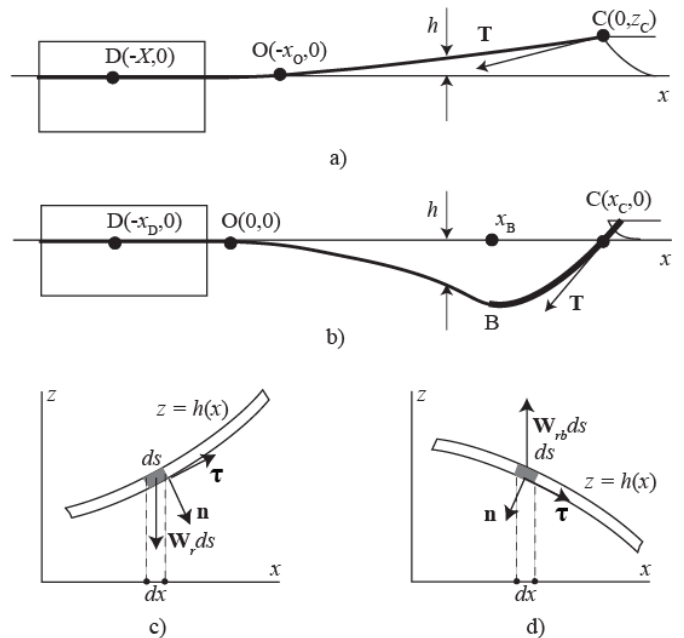 C(0,z_C)
h
T
D(-X,0)
O(-x_O,0)
x
a)
C(x_C,0)
D(-x_D,0)
O(0,0)
h
x_B
x
T
B
b)
z
z = h(x)
ds
τ
n
W_r ds
x
dx
c)
z
W_rb ds
ds
z = h(x)
n
τ
x
dx
d)